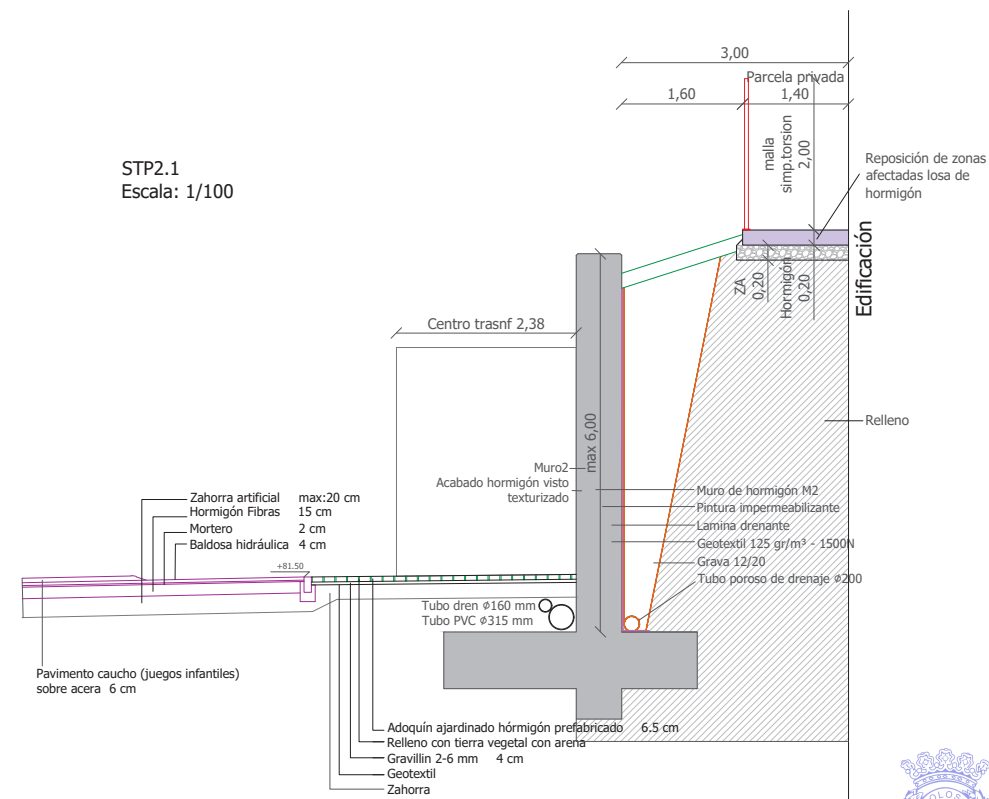 3,00
Parcela privada
1,60
1,40
STP2.1
Escala: 1/100
malla
simp.torsion
2,00
Reposición de zonas
afectadas losa de
hormigón
Edificación
ZA
0,20
Hormigón
0,20
Centro trasnf 2,38
max 6,00
Relleno
Muro2
Acabado hormigón visto
texturizado
Muro de hormigón M2
Pintura impermeabilizante
Lamina drenante
Geotextil 125 gr/m³ - 1500N
Grava 12/20
Tubo poroso de drenaje ϕ200
Zahorra artificial max:20 cm
Hormigón Fibras 15 cm
Mortero 2 cm
Baldosa hidráulica 4 cm
+81.50
Tubo dren ϕ160 mm
Tubo PVC ϕ315 mm
Pavimento caucho (juegos infantiles)
sobre acera 6 cm
Adoquín ajardinado hórmigón prefabricado 6.5 cm
Relleno con tierra vegetal con arena
Gravillin 2-6 mm 4 cm
Geotextil
Zahorra